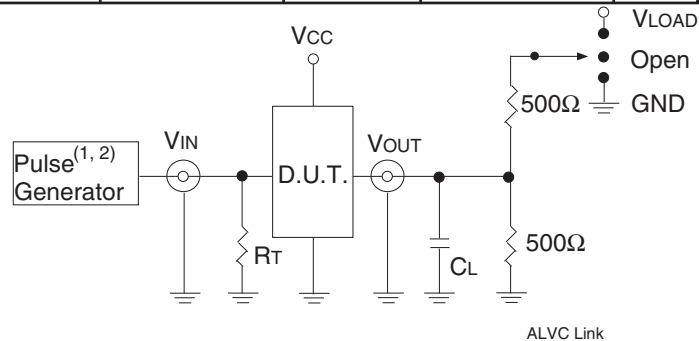 VLOAD
VCC
Open
500Ω
GND
VIN
VOUT
Pulse(1, 2)
Generator
D.U.T.
RT
CL
500Ω
ALVC Link